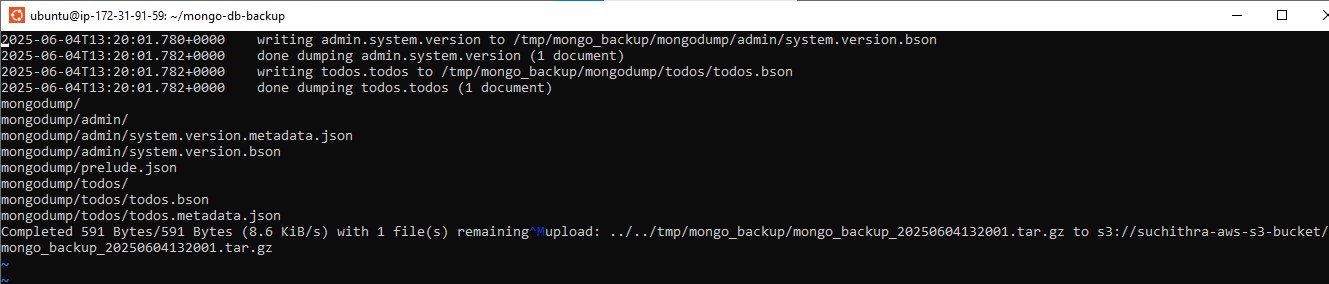 ubuntu@ip-172-31-91-59: ~/mongo-db-backup
2025-06-04T13:20:01.780+0000    writing admin.system.version to /tmp/mongo_backup/mongodump/admin/system.version.bson
2025-06-04T13:20:01.782+0000    done dumping admin.system.version (1 document)
2025-06-04T13:20:01.782+0000    writing todos.todos to /tmp/mongo_backup/mongodump/todos/todos.bson
2025-06-04T13:20:01.782+0000    done dumping todos.todos (1 document)
mongodump/
mongodump/admin/
mongodump/admin/system.version.metadata.json
mongodump/admin/system.version.bson
mongodump/prelude.json
mongodump/todos/
mongodump/todos/todos.bson
mongodump/todos/todos.metadata.json
Completed 591 Bytes/591 Bytes (8.6 KiB/s) with 1 file(s) remaining^Mupload: ../../tmp/mongo_backup/mongo_backup_20250604132001.tar.gz to s3://suchithra-aws-s3-bucket/
mongo_backup_20250604132001.tar.gz
~
~